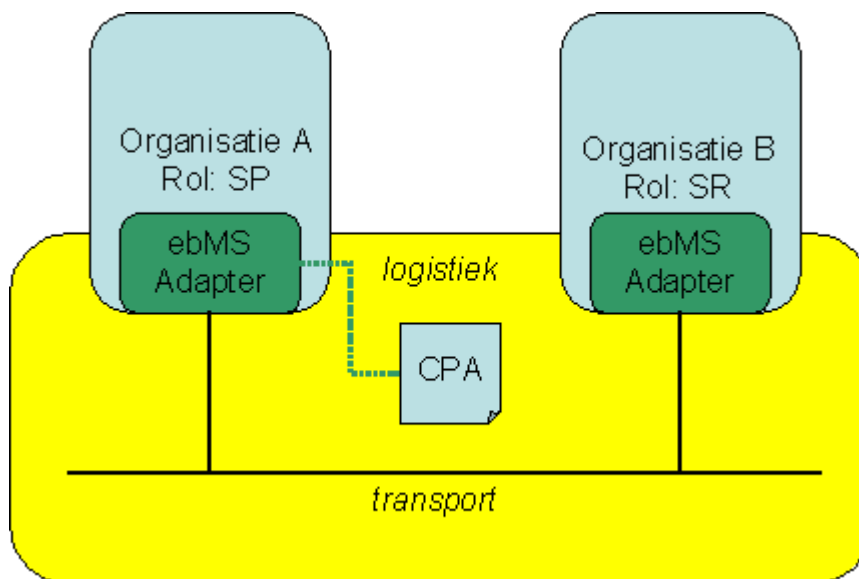 Organisatie A
Rol: SP
ebMS
Adapter
Organisatie B
Rol: SR
ebMS
Adapter
logistiek
CPA
transport